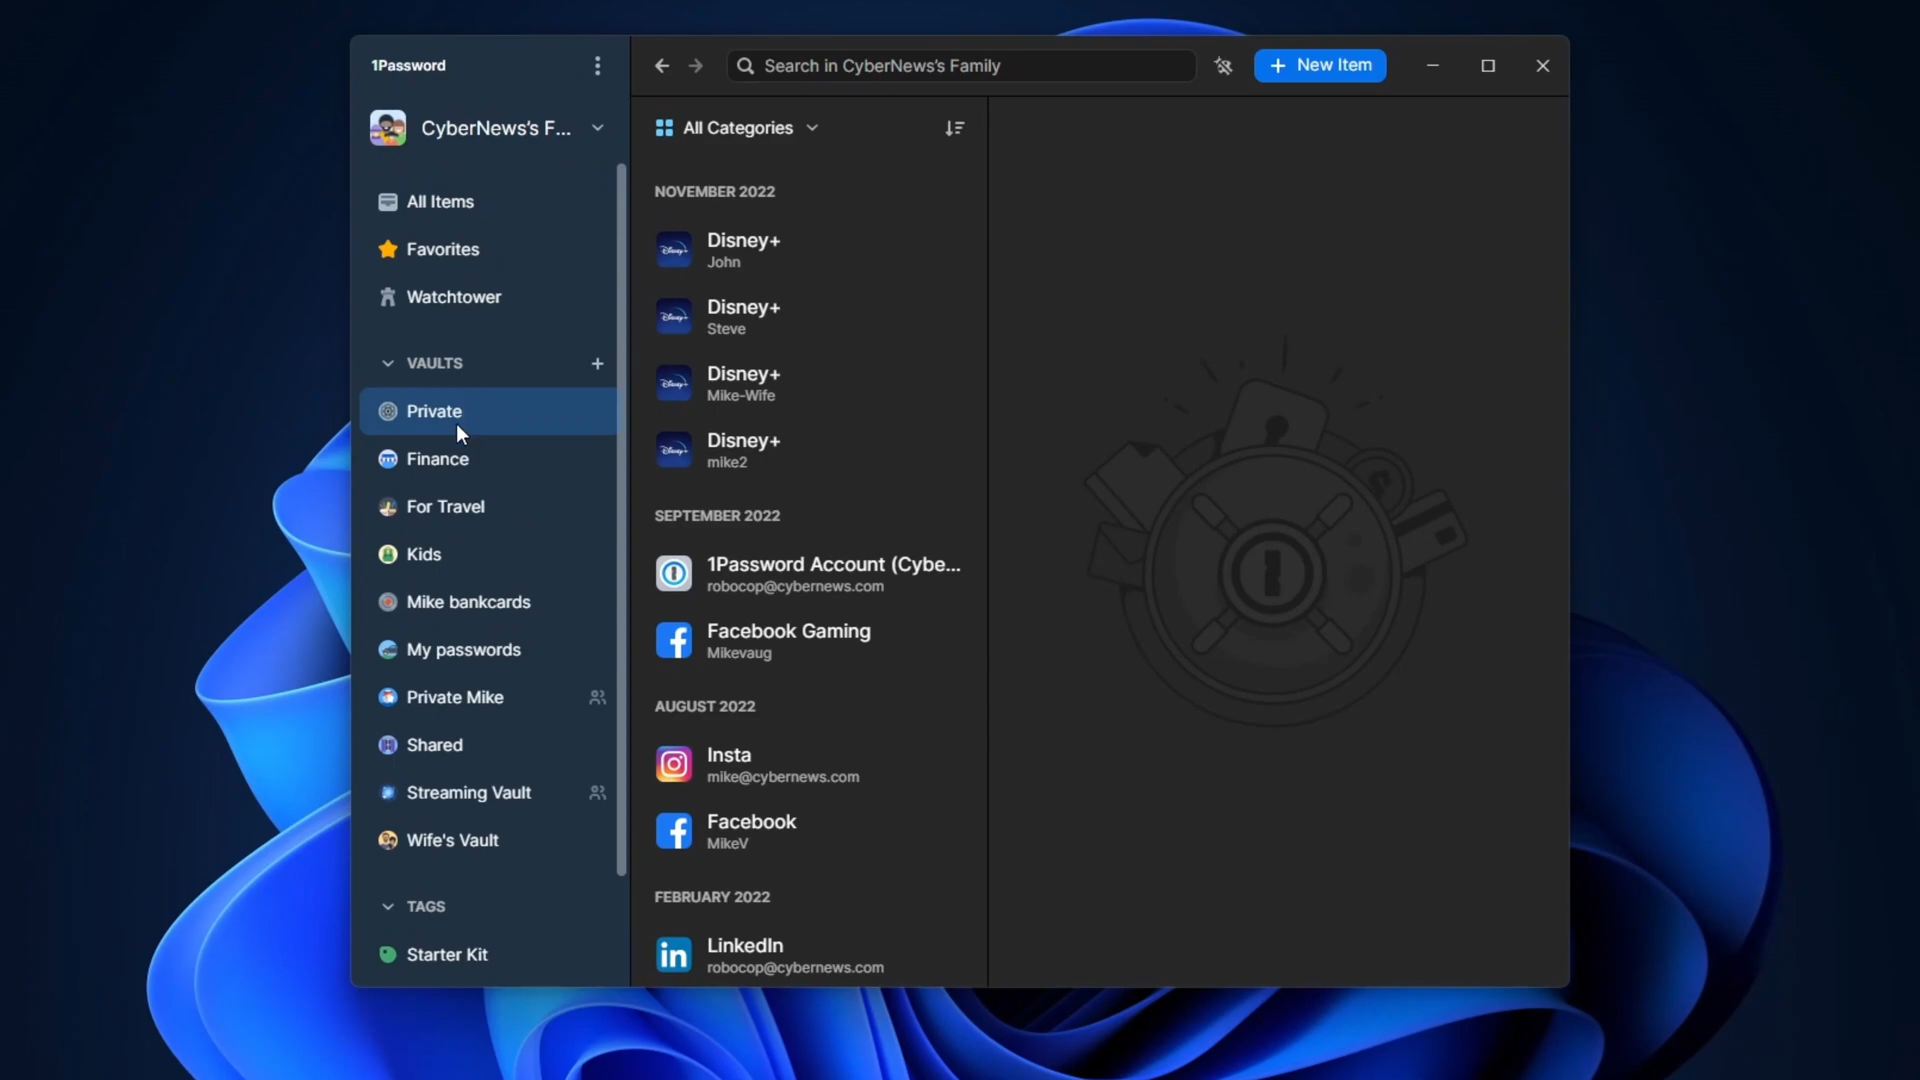 1Password
CyberNews's F...
All Items
Favorites
Watchtower
VAULTS
Private
Finance
For Travel
Kids
Mike bankcards
My passwords
Private Mike
Shared
Streaming Vault
Wife's Vault
TAGS
Starter Kit
Search in CyberNews's Family
New Item
All Categories
NOVEMBER 2022
Disney+
John
Disney+
Steve
Disney+
Mike-Wife
Disney+
mike2
SEPTEMBER 2022
1Password Account (Cybe...
robocop@cybernews.com
Facebook Gaming
Mikevaug
AUGUST 2022
Insta
mike@cybernews.com
Facebook
MikeV
FEBRUARY 2022
LinkedIn
robocop@cybernews.com